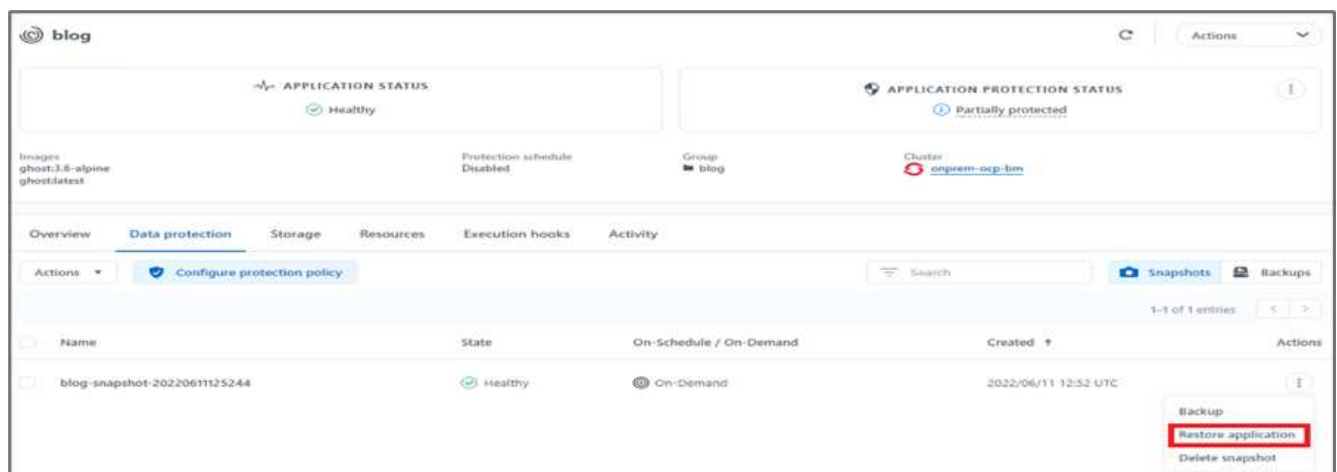 blog
Actions
APPLICATION STATUS
Healthy
APPLICATION PROTECTION STATUS
Partially protected
Images
ghost:3.6-alpine
ghost:latest
Protection schedule
Disabled
Group
blog
Cluster
onprem-ocp-bm
Overview Data protection Storage Resources Execution hooks Activity
Actions Configure protection policy Search Snapshots Backups
1-1 of 1 entries < >
Name State On-Schedule / On-Demand Created ↑ Actions
blog-snapshot-20220611125244 Healthy On-Demand 2022/06/11 12:52 UTC
Backup
Restore application
Delete snapshot